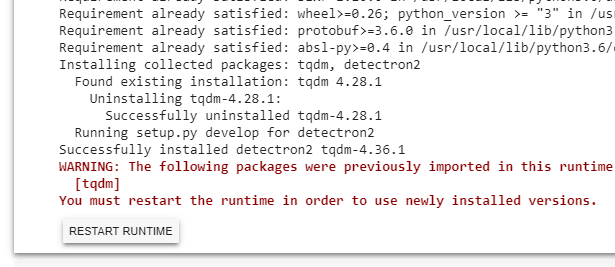 Requirement already satisfied: wheel>=0.26; python_version >= "3" in /us
Requirement already satisfied: protobuf>=3.6.0 in /usr/local/lib/python3
Requirement already satisfied: absl-py>=0.4 in /usr/local/lib/python3.6/
Installing collected packages: tqdm, detectron2
Found existing installation: tqdm 4.28.1
Uninstalling tqdm-4.28.1:
Successfully uninstalled tqdm-4.28.1
Running setup.py develop for detectron2
Successfully installed detectron2 tqdm-4.36.1
WARNING: The following packages were previously imported in this runtime
[tqdm]
You must restart the runtime in order to use newly installed versions.
RESTART RUNTIME